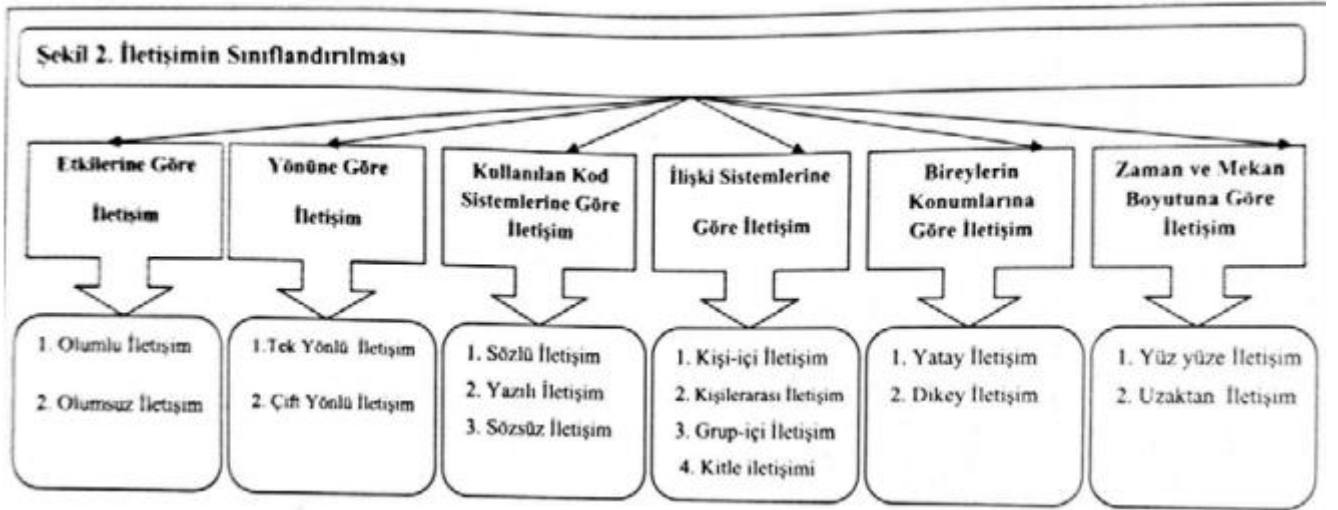 Şekil 2. İletişimin Sınıflandırılması
Etkilerine Göre
İletişim
Yönüne Göre
İletişim
Kullanılan Kod
Sistemlerine Göre
İletişim
İlişki Sistemlerine
Göre İletişim
Bireylerin
Konumlarına
Göre İletişim
Zaman ve Mekan
Boyutuna Göre
İletişim
1. Olumlu İletişim
2. Olumsuz İletişim
1.Tek Yönlü İletişim
2. Çift Yönlü İletişim
1. Sözlü İletişim
2. Yazılı İletişim
3. Sözsüz İletişim
1. Kişi-içi İletişim
2. Kişilerarası İletişim
3. Grup-içi İletişim
4. Kitle iletişimi
1. Yatay İletişim
2. Dikey İletişim
1. Yüz yüze İletişim
2. Uzaktan İletişim